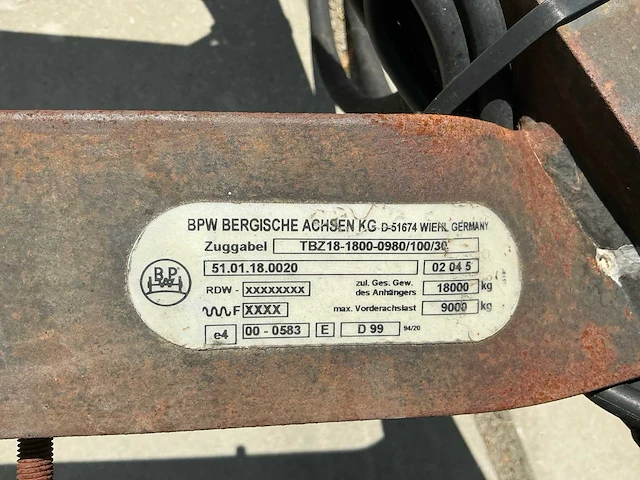 BPW BERGISCHE ACHSEN KG D-51674 WIEHL GERMANY
Zuggabel TBZ18-1800-0980/100/30
51.01.18.0020 02 04 5
BPW
RDW - XXXXXXXX zul. Ges. Gew. des Anhängers 18000 kg
F XXXX max. Vorderachslast 9000 kg
e4 00 - 0583 E D 99 94/20